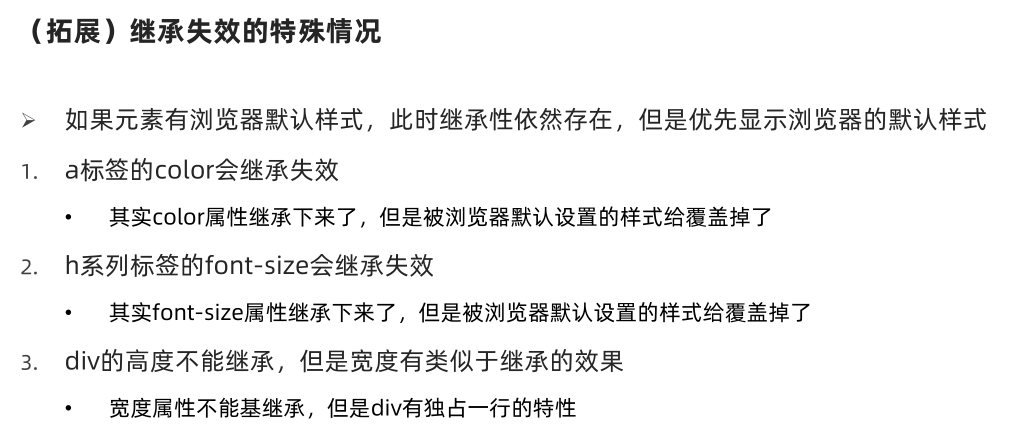 （拓展）继承失效的特殊情况
➢ 如果元素有浏览器默认样式，此时继承性依然存在，但是优先显示浏览器的默认样式
1. a标签的color会继承失效
• 其实color属性继承下来了，但是被浏览器默认设置的样式给覆盖掉了
2. h系列标签的font-size会继承失效
• 其实font-size属性继承下来了，但是被浏览器默认设置的样式给覆盖掉了
3. div的高度不能继承，但是宽度有类似于继承的效果
• 宽度属性不能基继承，但是div有独占一行的特性